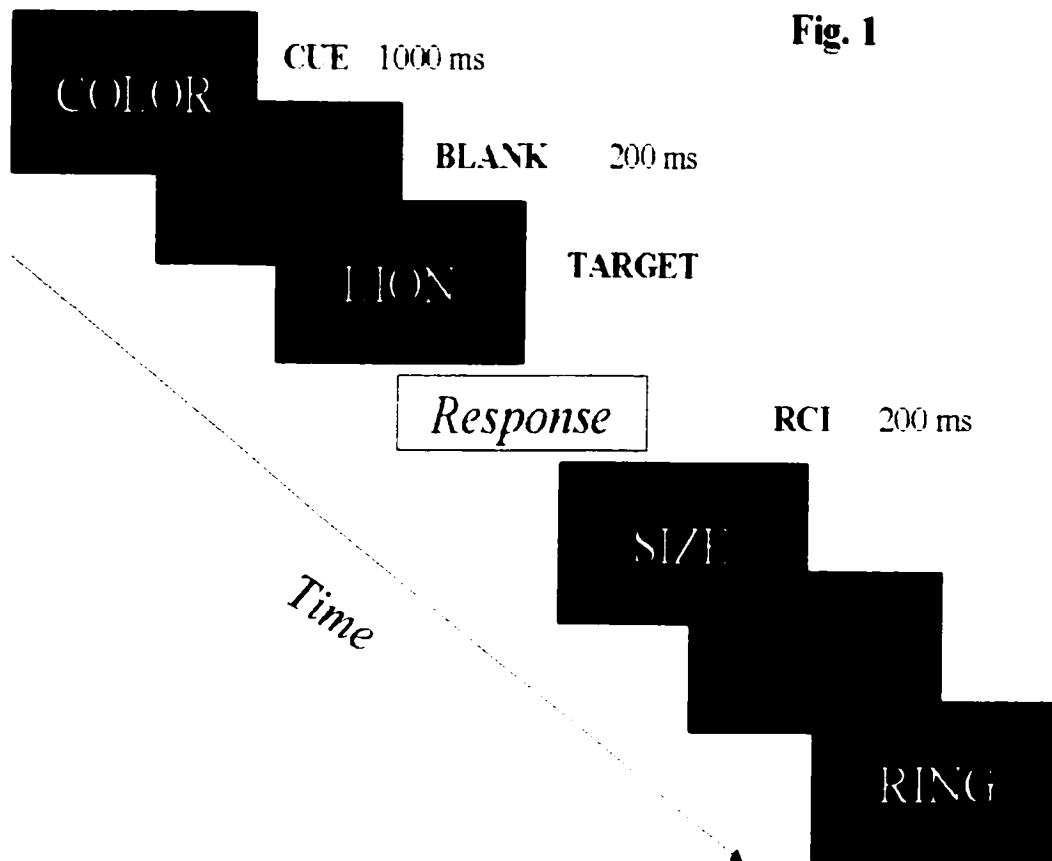 Fig. 1
COLOR
CUE 1000 ms
BLANK 200 ms
LION
TARGET
Response
RCI 200 ms
SIZE
Time
RING